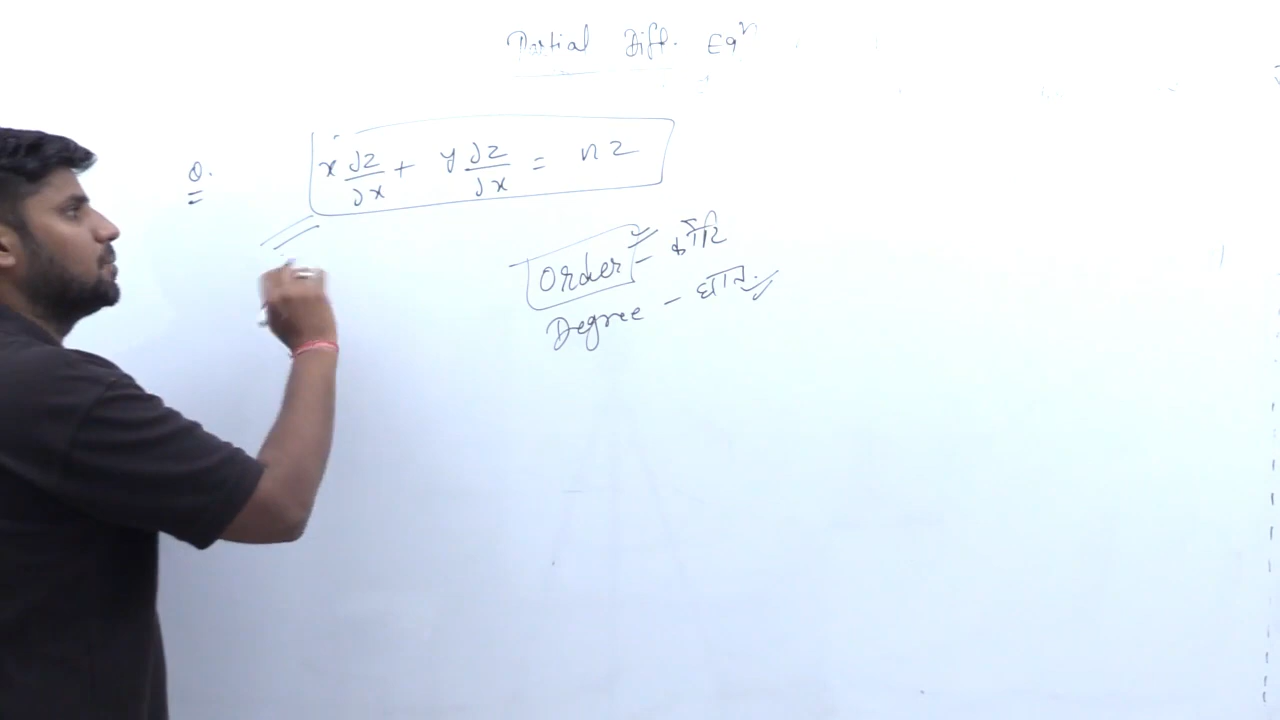 Partial Diff. Eqⁿ
Q. x ∂z/∂x + y ∂z/∂x = nz
Order - कोटि
Degree - घात.